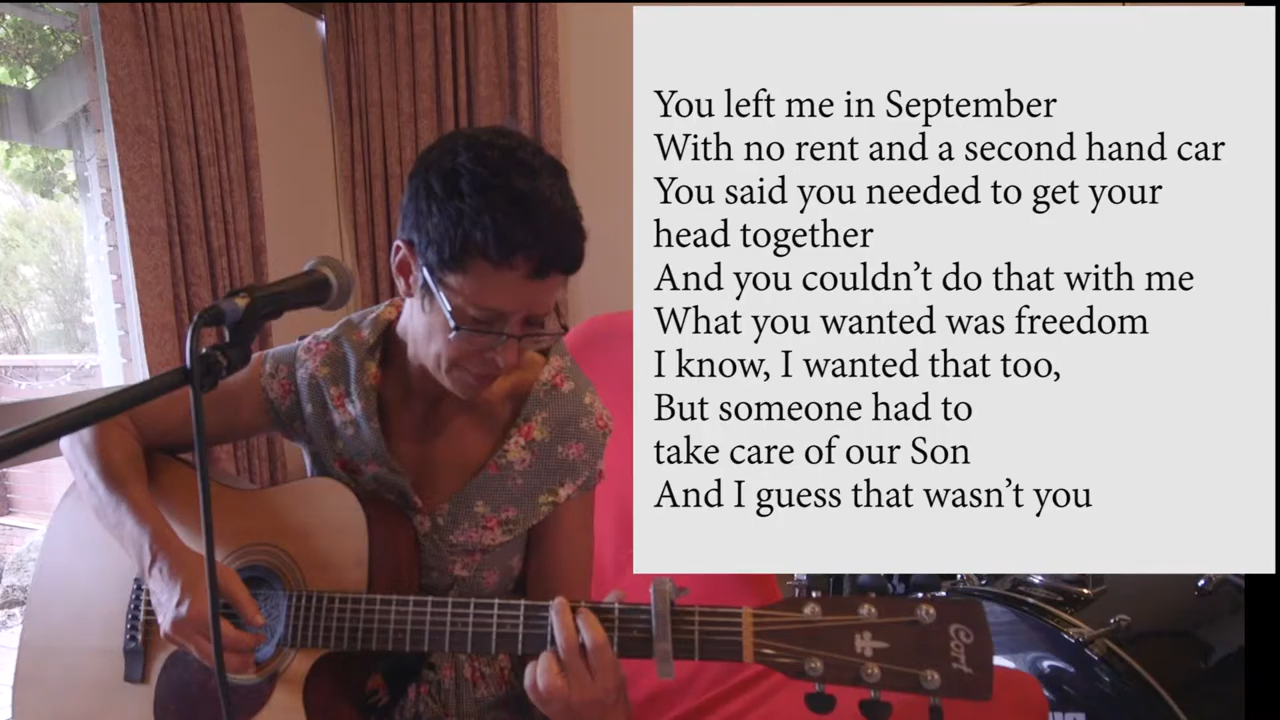 You left me in September
With no rent and a second hand car
You said you needed to get your
head together
And you couldn’t do that with me
What you wanted was freedom
I know, I wanted that too,
But someone had to
take care of our Son
And I guess that wasn’t you
Cort